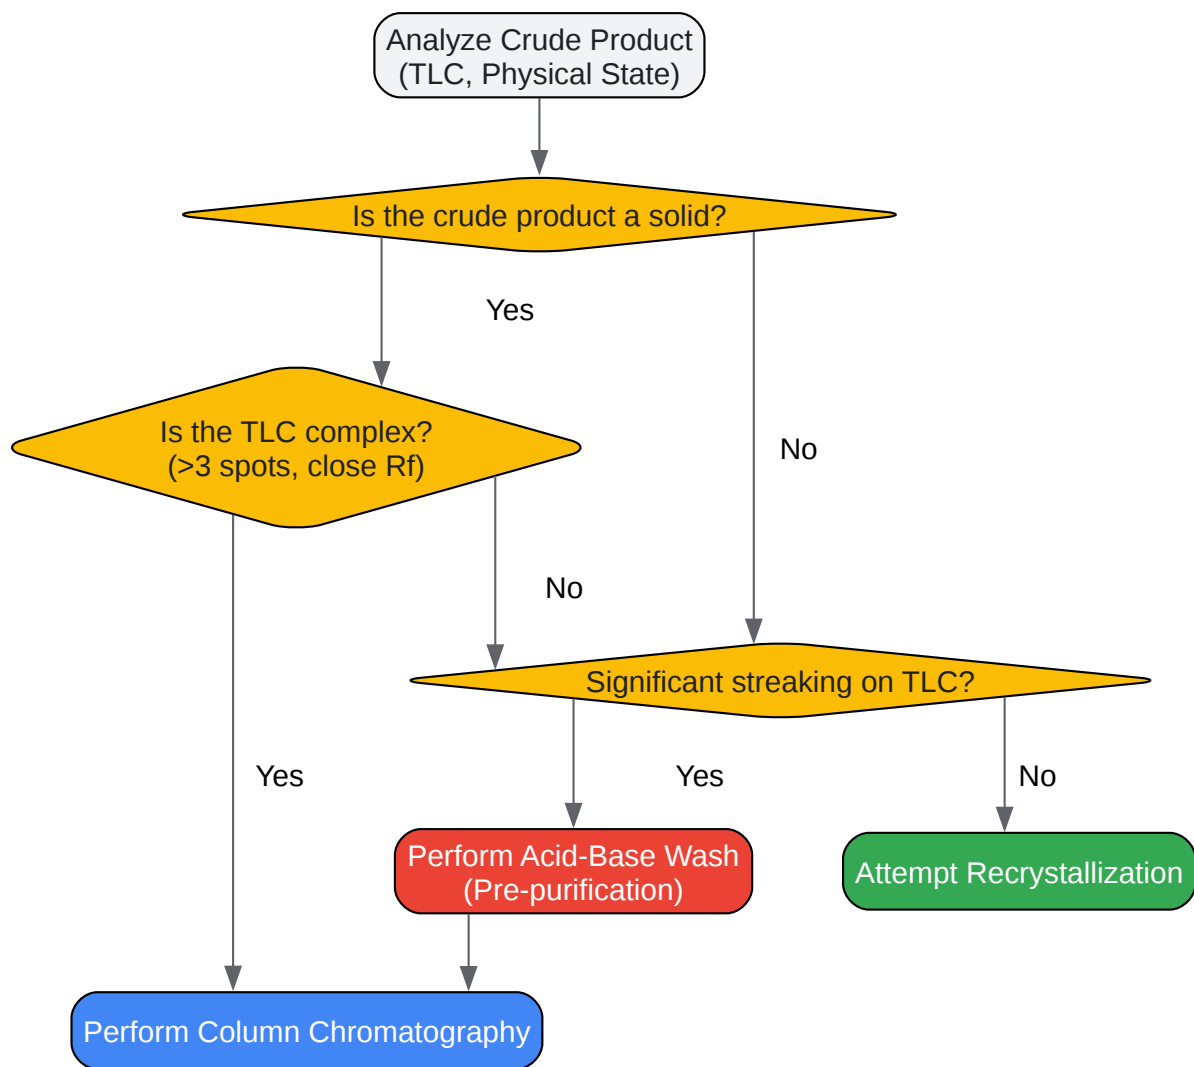 Analyze Crude Product
(TLC, Physical State)
Is the crude product a solid?
Yes
Is the TLC complex?
(>3 spots, close Rf)
No
No
Significant streaking on TLC?
Yes
Yes
No
Perform Acid-Base Wash
(Pre-purification)
Attempt Recrystallization
Perform Column Chromatography